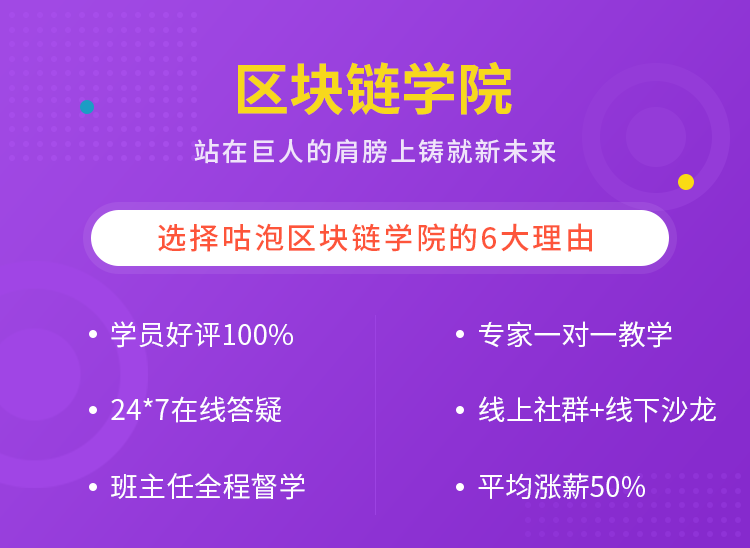 区块链学院
站在巨人的肩膀上铸就新未来
选择咕泡区块链学院的6大理由
• 学员好评100%
• 专家一对一教学
• 24*7在线答疑
• 线上社群+线下沙龙
• 班主任全程督学
• 平均涨薪50%